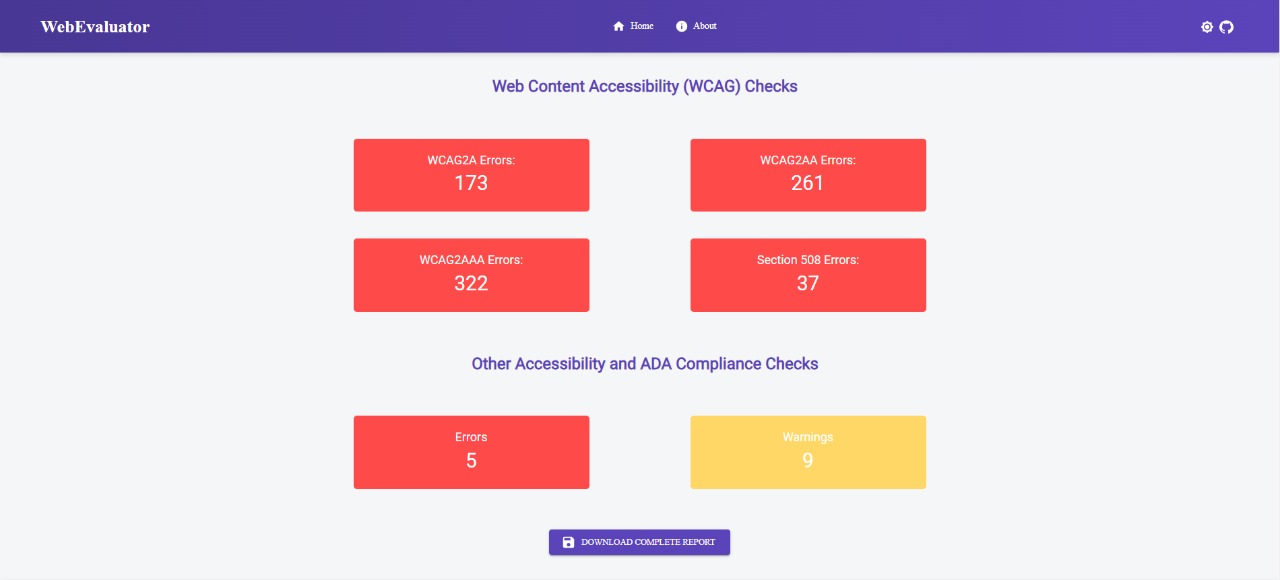 WebEvaluator
Home
About
Web Content Accessibility (WCAG) Checks
WCAG2A Errors:
173
WCAG2AA Errors:
261
WCAG2AAA Errors:
322
Section 508 Errors:
37
Other Accessibility and ADA Compliance Checks
Errors
5
Warnings
9
DOWNLOAD COMPLETE REPORT